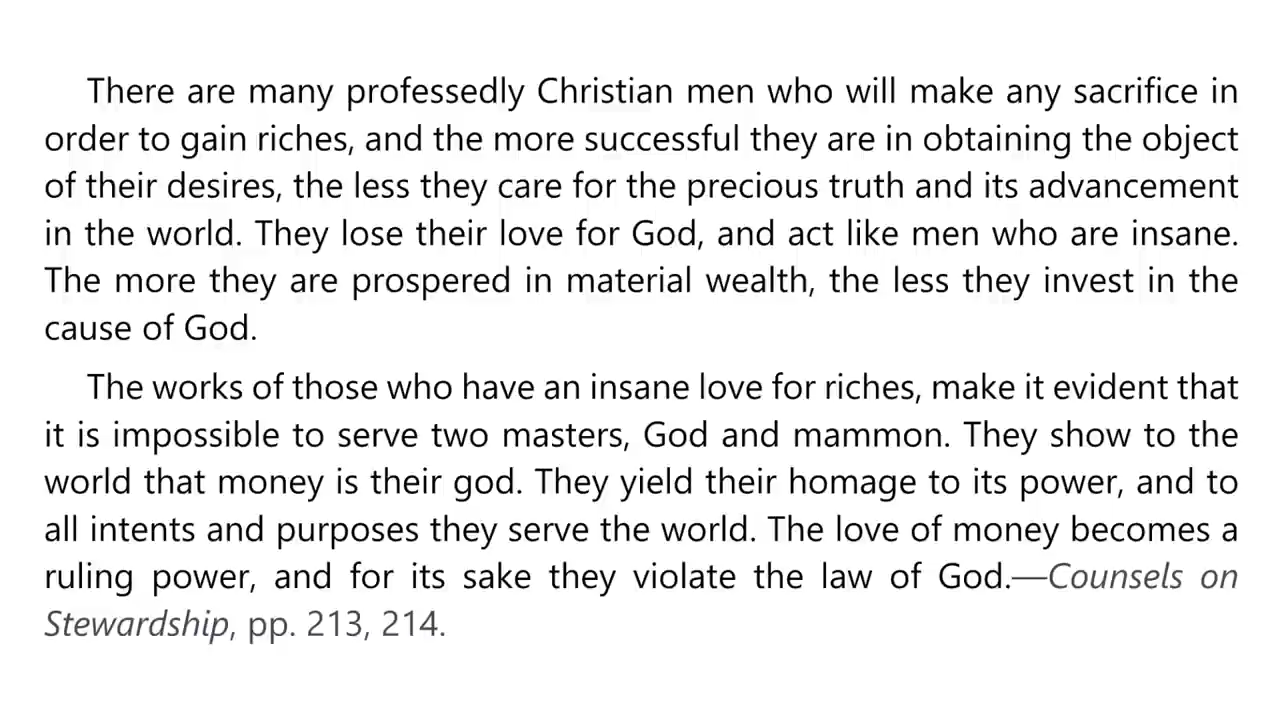 There are many professedly Christian men who will make any sacrifice in
order to gain riches, and the more successful they are in obtaining the object
of their desires, the less they care for the precious truth and its advancement
in the world. They lose their love for God, and act like men who are insane.
The more they are prospered in material wealth, the less they invest in the
cause of God.
The works of those who have an insane love for riches, make it evident that
it is impossible to serve two masters, God and mammon. They show to the
world that money is their god. They yield their homage to its power, and to
all intents and purposes they serve the world. The love of money becomes a
ruling power, and for its sake they violate the law of God.—Counsels on
Stewardship, pp. 213, 214.